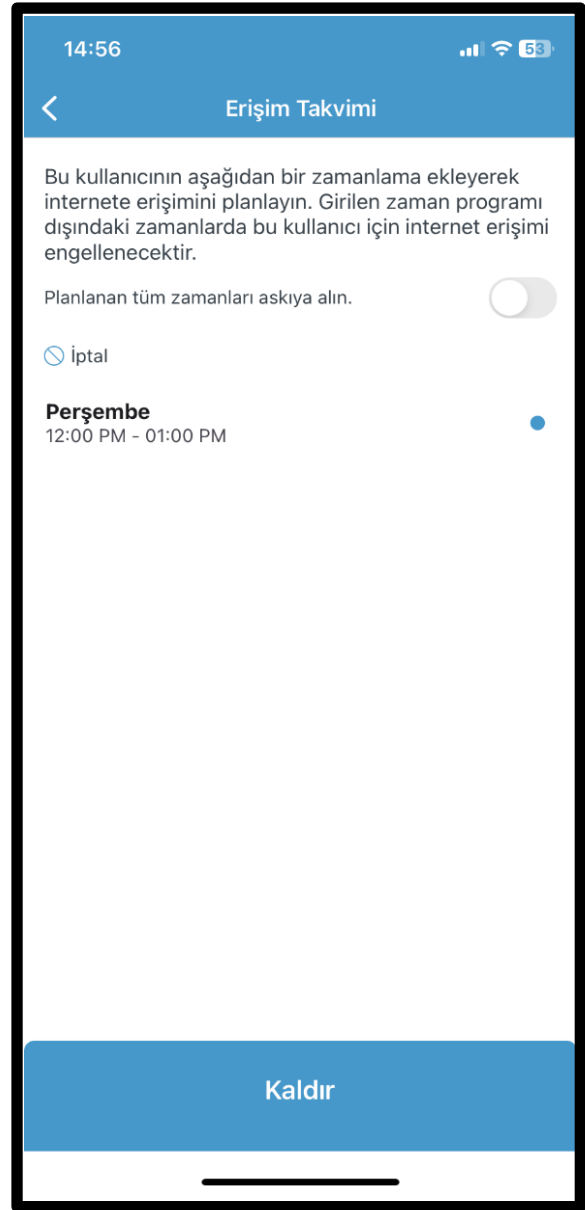 14:56
53
Erişim Takvimi
Bu kullanıcının aşağıdan bir zamanlama ekleyerek
internete erişimini planlayın. Girilen zaman programı
dışındaki zamanlarda bu kullanıcı için internet erişimi
engellenecektir.
Planlanan tüm zamanları askıya alın.
İptal
Perşembe
12:00 PM - 01:00 PM
Kaldır